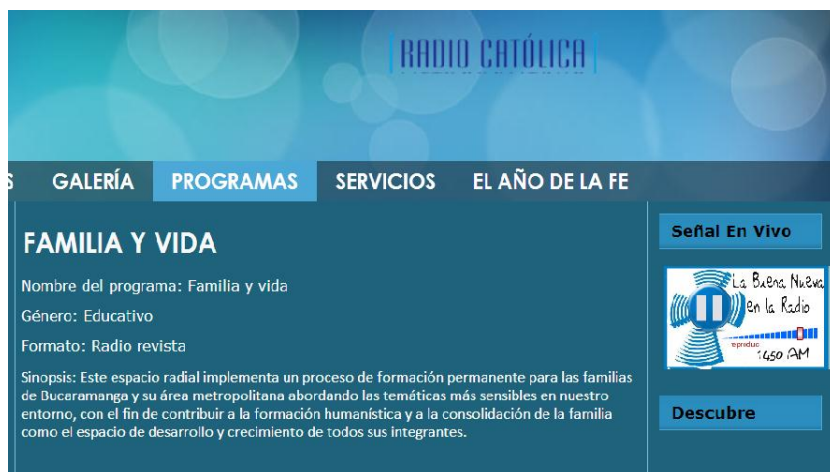 RADIO CATÓLICA
S GALERÍA PROGRAMAS SERVICIOS EL AÑO DE LA FE
FAMILIA Y VIDA
Nombre del programa: Familia y vida
Género: Educativo
Formato: Radio revista
Sinopsis: Este espacio radial implementa un proceso de formación permanente para las familias
de Bucaramanga y su área metropolitana abordando las temáticas más sensibles en nuestro
entorno, con el fin de contribuir a la formación humanística y a la consolidación de la familia
como el espacio de desarrollo y crecimiento de todos sus integrantes.
Señal En Vivo
La Buena Nueva
en la Radio
reproduc
1450 AM
Descubre